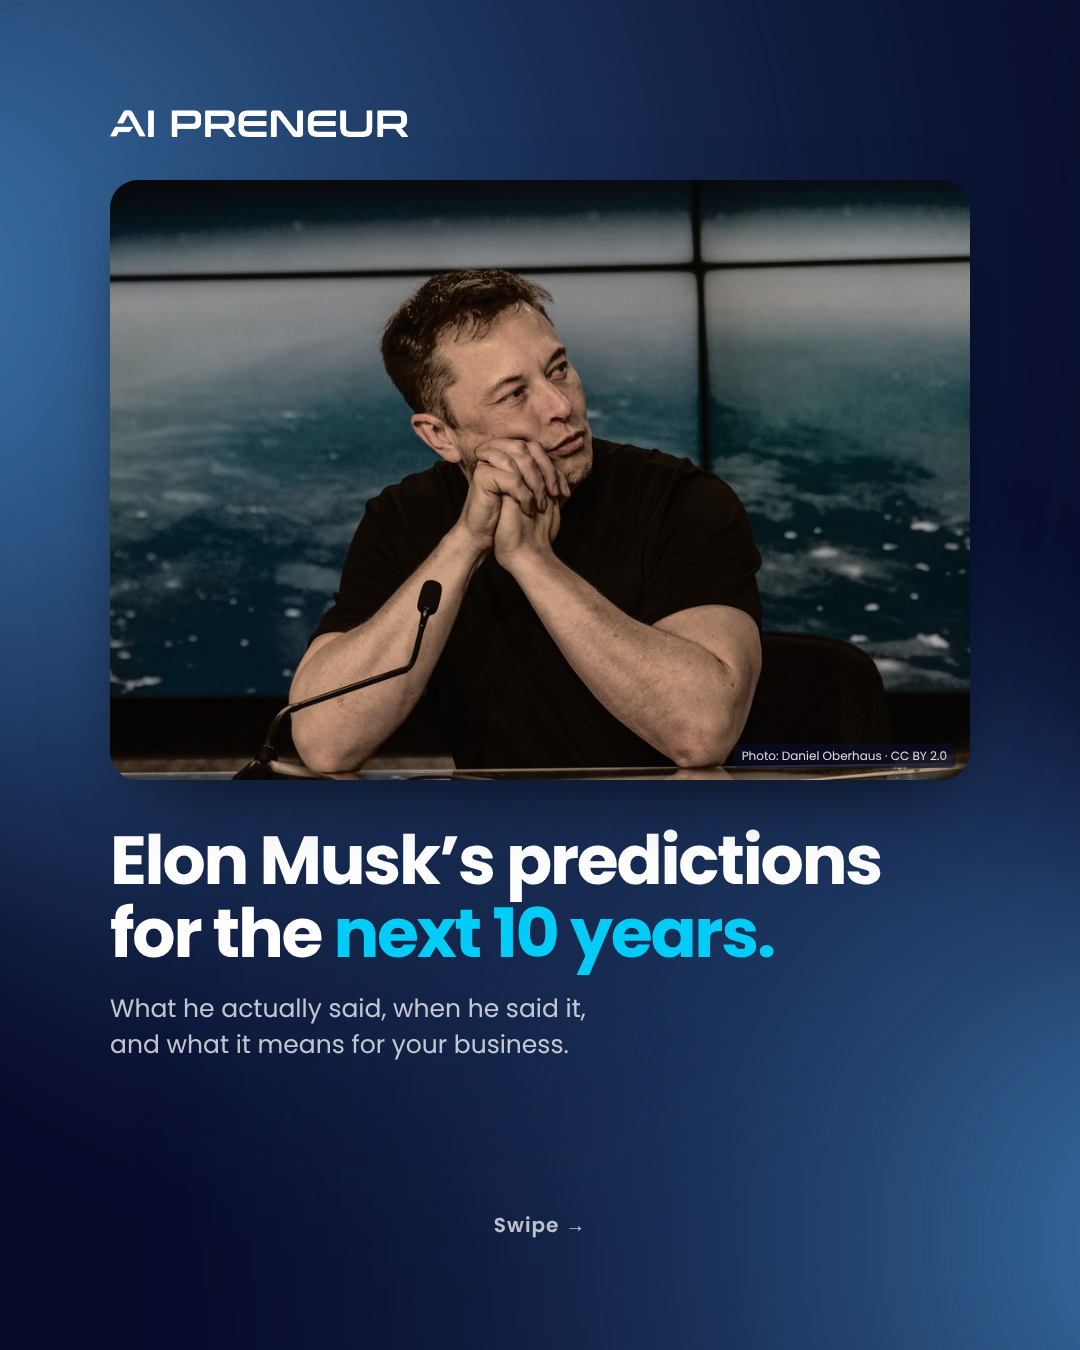 AI PRENEUR
Photo: Daniel Oberhaus · CC BY 2.0
Elon Musk’s predictions
for the next 10 years.
What he actually said, when he said it,
and what it means for your business.
Swipe →